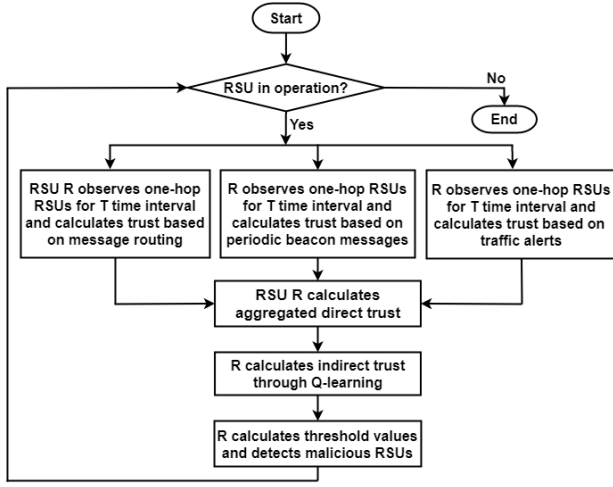 Start
RSU in operation?
No
End
Yes
RSU R observes one-hop
RSUs for T time interval
and calculates trust based
on message routing
R observes one-hop RSUs
for T time interval and
calculates trust based on
periodic beacon messages
R observes one-hop RSUs
for T time interval and
calculates trust based on
traffic alerts
RSU R calculates
aggregated direct trust
R calculates indirect trust
through Q-learning
R calculates threshold values
and detects malicious RSUs